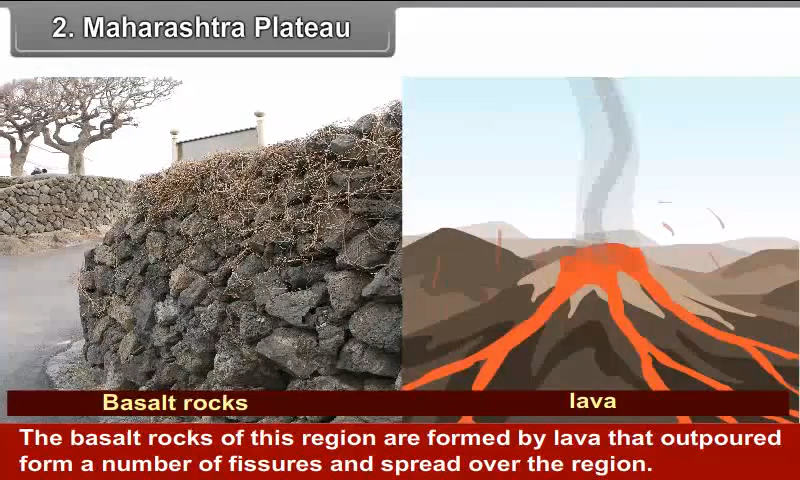 2. Maharashtra Plateau
Basalt rocks
lava
The basalt rocks of this region are formed by lava that outpoured
form a number of fissures and spread over the region.